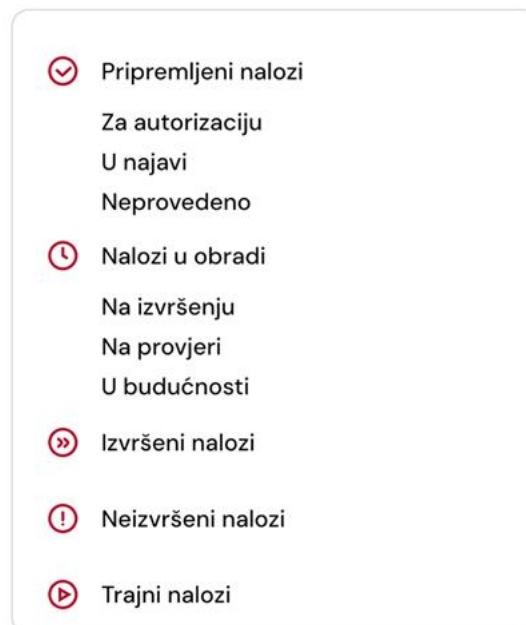 Pripremljeni nalozi
Za autorizaciju
U najavi
Neprovedeno
Nalozi u obradi
Na izvršenju
Na provjeri
U budućnosti
Izvršeni nalozi
Neizvršeni nalozi
Trajni nalozi